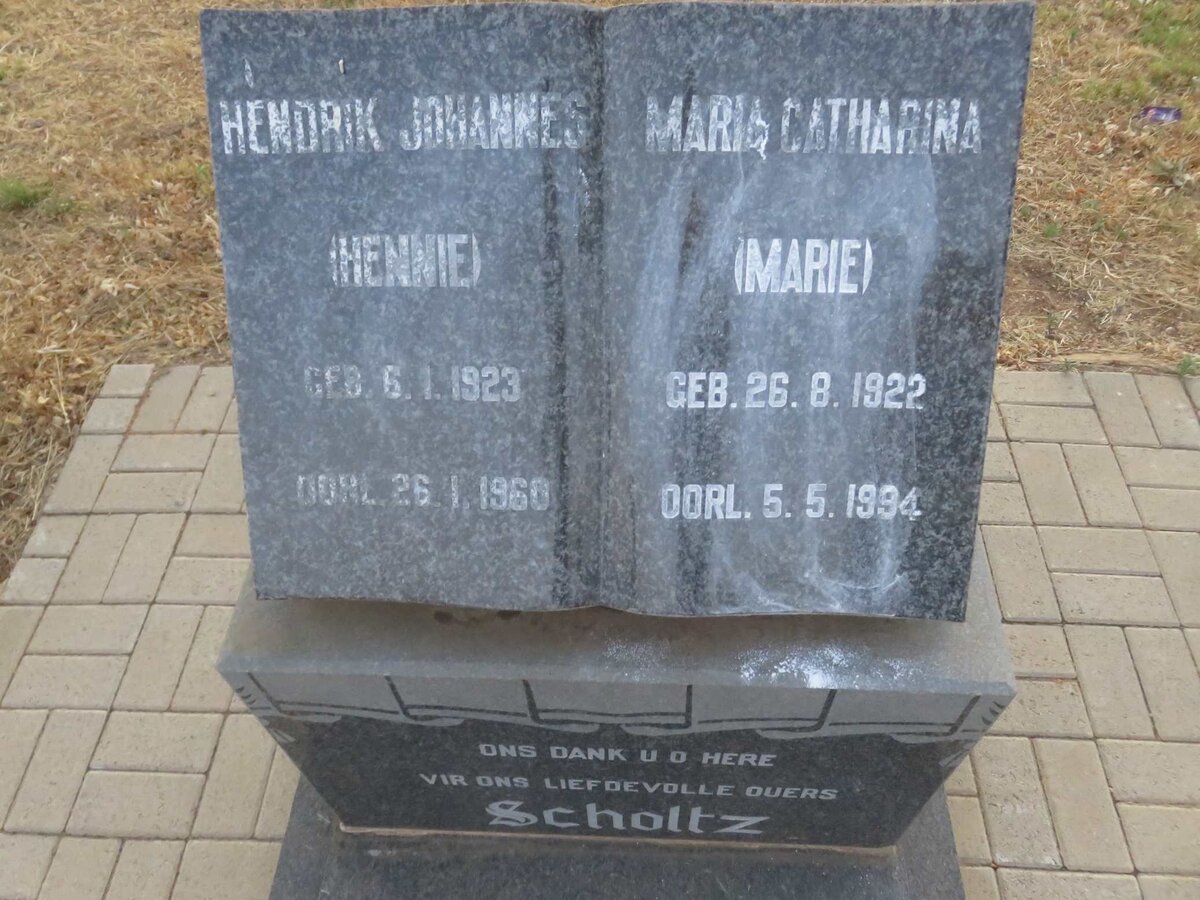 HENDRIK JOHANNES
(HENNIE)
GEB. 6. 1. 1923
OORL. 26. 1. 1960
MARIA CATHARINA
(MARIE)
GEB. 26. 8. 1922
OORL. 5. 5. 1994
ONS DANK U O HERE
VIR ONS LIEFDEVOLLE OUERS
Scholtz